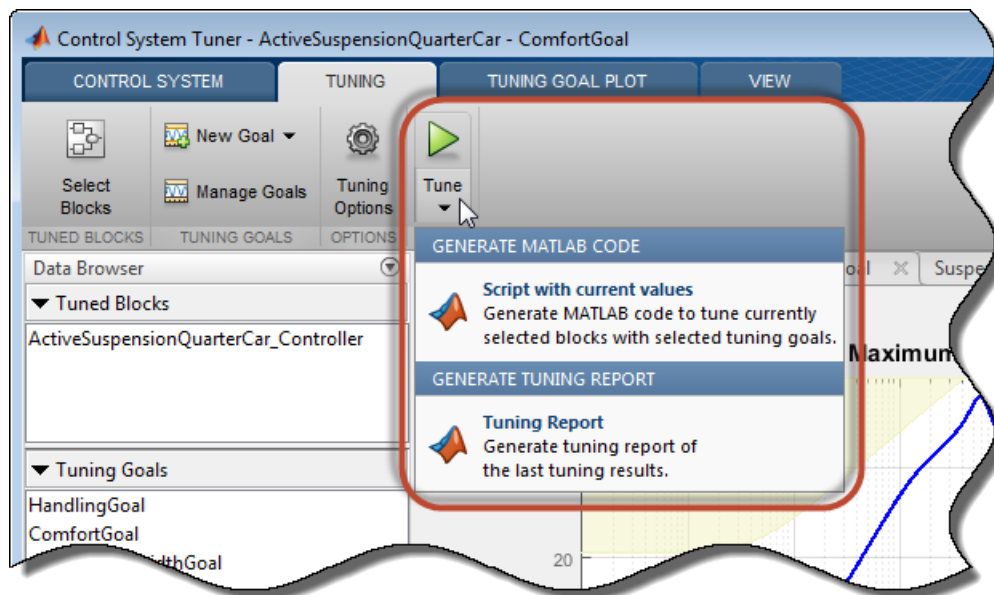 Control System Tuner - ActiveSuspensionQuarterCar - ComfortGoal
CONTROL SYSTEM
TUNING
TUNING GOAL PLOT
VIEW
Select
Blocks
New Goal
Manage Goals
Tuning
Options
Tune
TUNED BLOCKS
TUNING GOALS
OPTIONS
GENERATE MATLAB CODE
Script with current values
Generate MATLAB code to tune currently
selected blocks with selected tuning goals.
GENERATE TUNING REPORT
Tuning Report
Generate tuning report of
the last tuning results.
Data Browser
Tuned Blocks
ActiveSuspensionQuarterCar_Controller
Tuning Goals
HandlingGoal
ComfortGoal
thGoal
oal
Suspe
Maximum
20